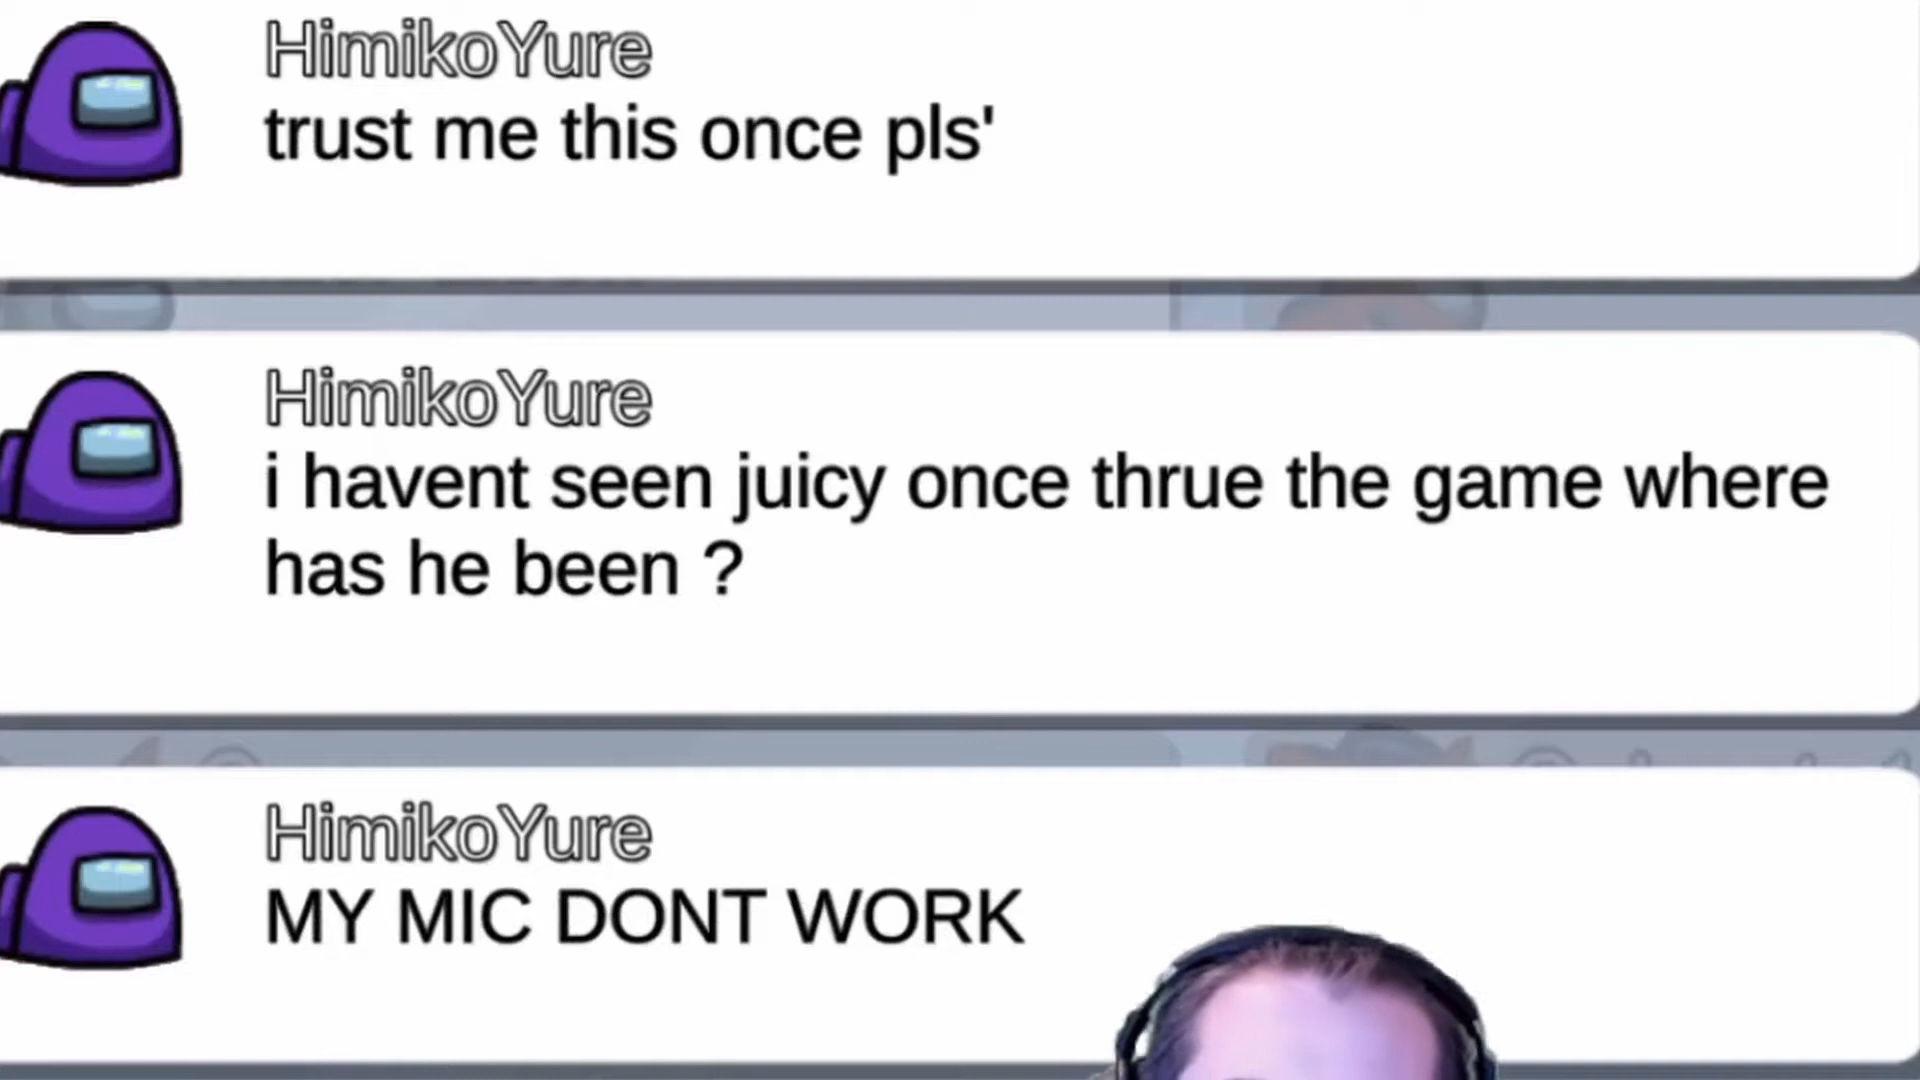 HimikoYure
trust me this once pls'
HimikoYure
i havent seen juicy once thrue the game where
has he been ?
HimikoYure
MY MIC DONT WORK